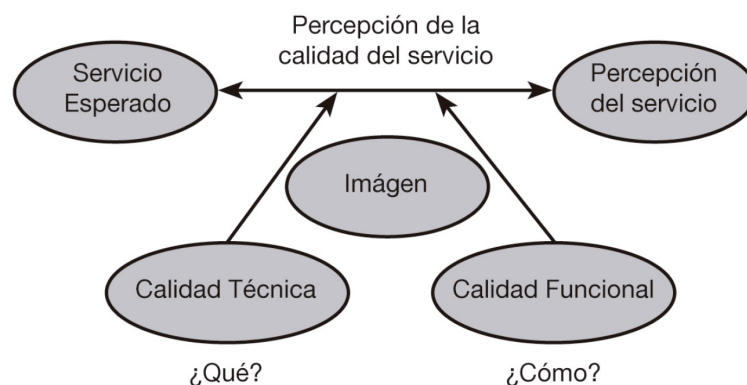 Percepción de la
calidad del servicio
Servicio
Esperado
Percepción
del servicio
Imágen
Calidad Técnica
Calidad Funcional
¿Qué?
¿Cómo?